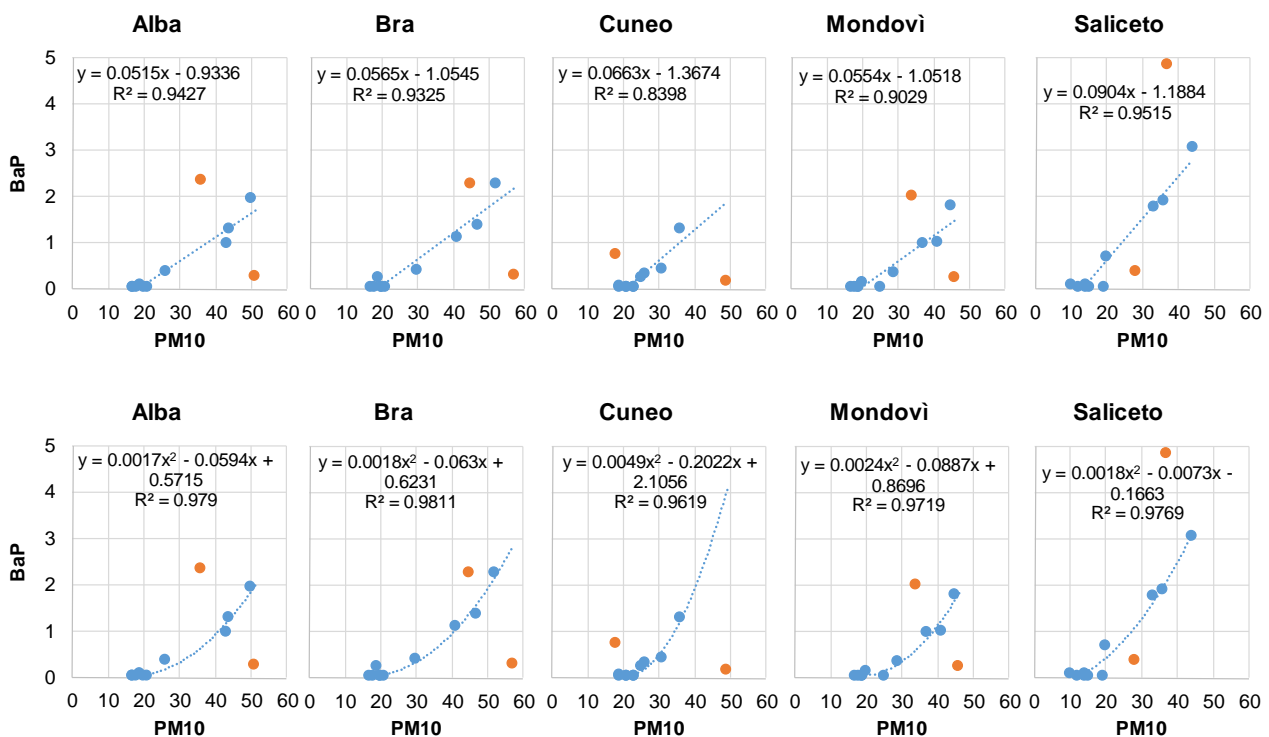 Alba
Bra
Cuneo
Mondovì
Saliceto
y = 0.0515x - 0.9336
R² = 0.9427
y = 0.0565x - 1.0545
R² = 0.9325
y = 0.0663x - 1.3674
R² = 0.8398
y = 0.0554x - 1.0518
R² = 0.9029
y = 0.0904x - 1.1884
R² = 0.9515
5
4
3
2
1
0
BaP
0 10 20 30 40 50 60
0 10 20 30 40 50 60
0 10 20 30 40 50 60
0 10 20 30 40 50 60
0 10 20 30 40 50 60
PM10
PM10
PM10
PM10
PM10
Alba
Bra
Cuneo
Mondovì
Saliceto
y = 0.0017x² - 0.0594x +
0.5715
R² = 0.979
y = 0.0018x² - 0.063x +
0.6231
R² = 0.9811
y = 0.0049x² - 0.2022x +
2.1056
R² = 0.9619
y = 0.0024x² - 0.0887x +
0.8696
R² = 0.9719
y = 0.0018x² - 0.0073x -
0.1663
R² = 0.9769
5
4
3
2
1
0
BaP
0 10 20 30 40 50 60
0 10 20 30 40 50 60
0 10 20 30 40 50 60
0 10 20 30 40 50 60
0 10 20 30 40 50 60
PM10
PM10
PM10
PM10
PM10